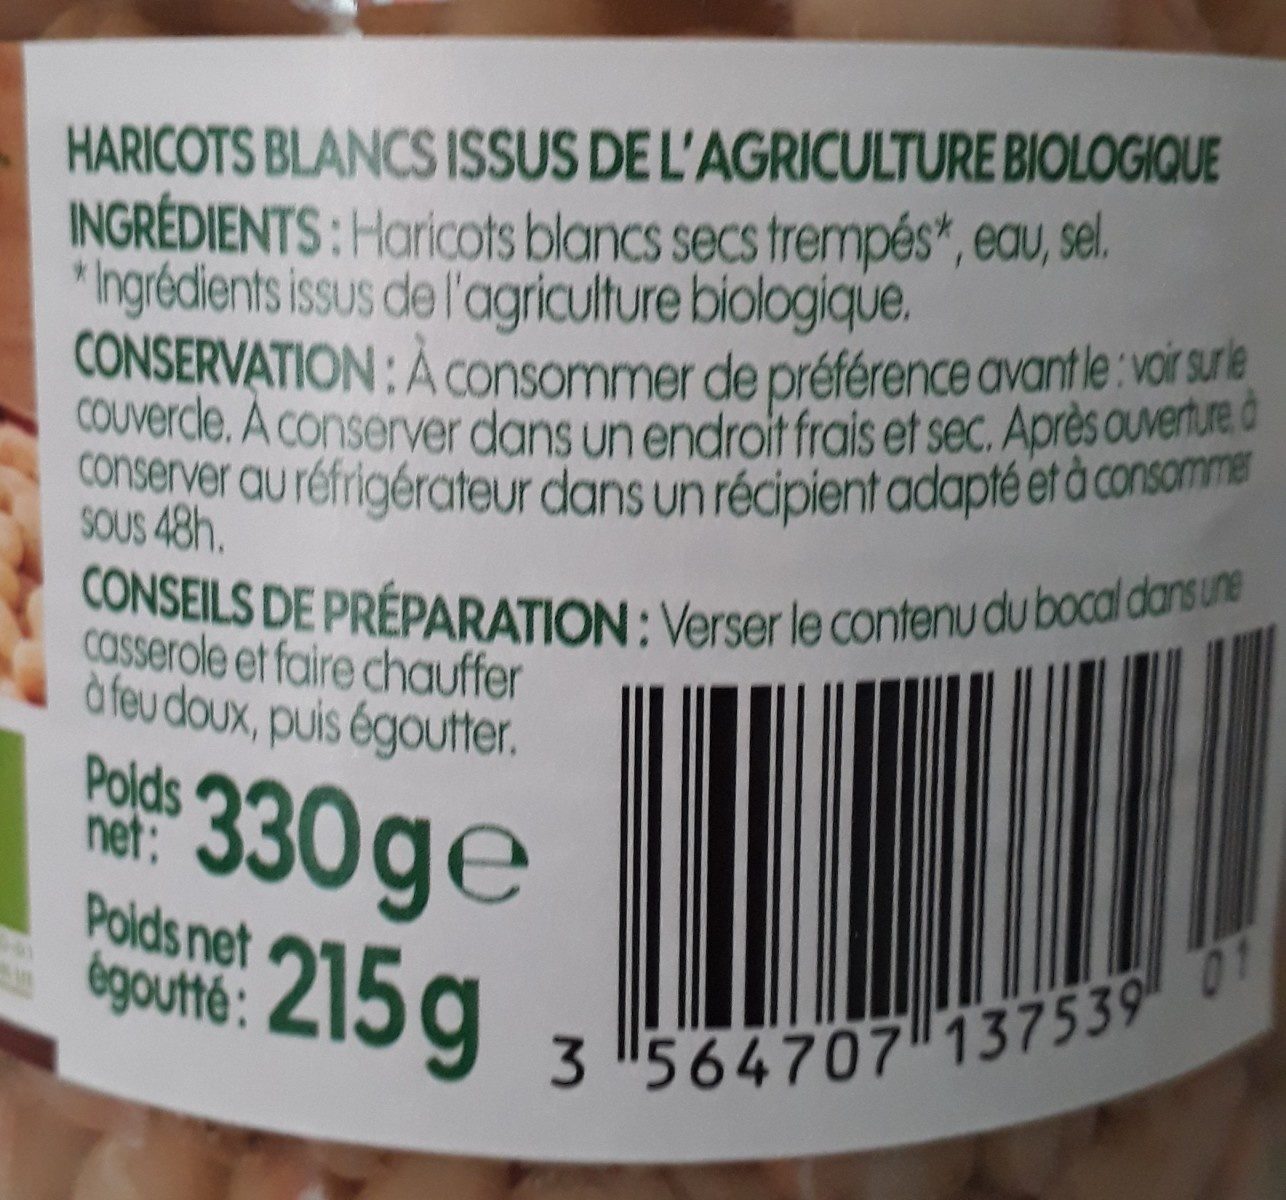 HARICOTS BLANCS ISSUS DE L'AGRICULTURE BIOLOGIQUE
INGRÉDIENTS : Haricots blancs secs trempés*, eau, sel.
* Ingrédients issus de l'agriculture biologique.
CONSERVATION : À consommer de préférence avant le : voir sur le
couvercle. À conserver dans un endroit frais et sec. Après ouverture, à
conserver au réfrigérateur dans un récipient adapté et à consommer
sous 48h.
CONSEILS DE PRÉPARATION : Verser le contenu du bocal dans une
casserole et faire chauffer
à feu doux, puis égoutter.
Poids
net : 330 g e
Poids net
égoutté : 215 g
3 564707 137539 01